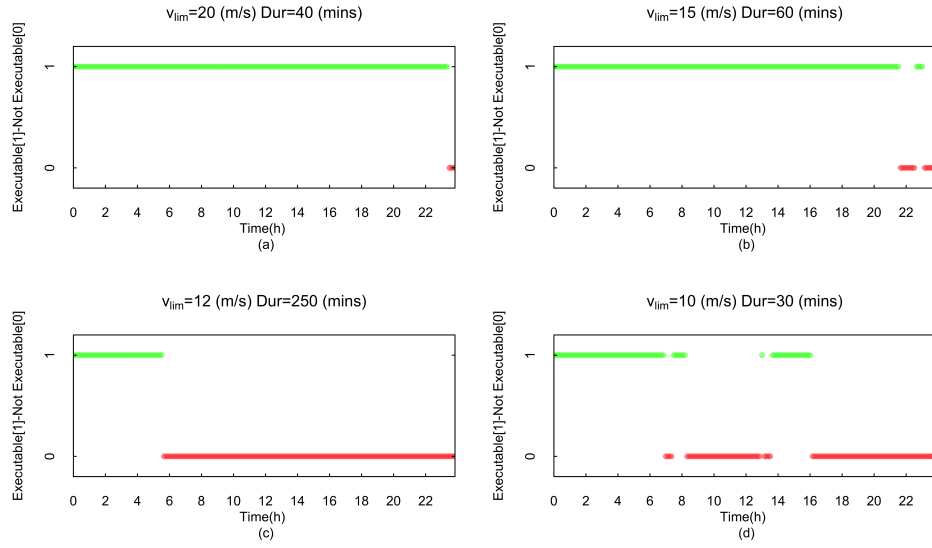 v_lim=20 (m/s) Dur=40 (mins)
Executable[1]-Not Executable[0]
1
0
0 2 4 6 8 10 12 14 16 18 20 22
Time(h)
(a)
v_lim=15 (m/s) Dur=60 (mins)
Executable[1]-Not Executable[0]
1
0
0 2 4 6 8 10 12 14 16 18 20 22
Time(h)
(b)
v_lim=12 (m/s) Dur=250 (mins)
Executable[1]-Not Executable[0]
1
0
0 2 4 6 8 10 12 14 16 18 20 22
Time(h)
(c)
v_lim=10 (m/s) Dur=30 (mins)
Executable[1]-Not Executable[0]
1
0
0 2 4 6 8 10 12 14 16 18 20 22
Time(h)
(d)